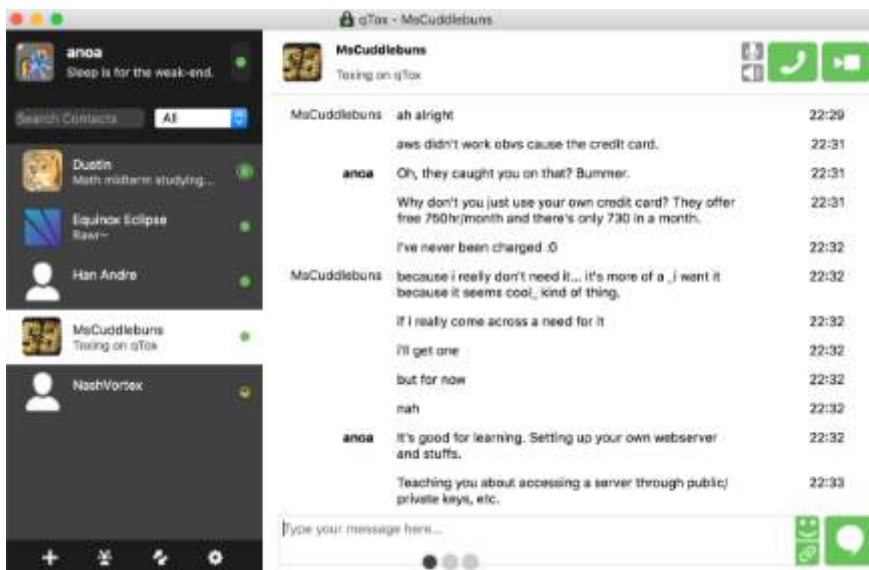 qTox - MsCuddlebuns
anoa
Sleep is for the weak-end.
Search Contacts
All
Dustin
Math midterm studying...
Equinox Eclipse
Rawr~
Han Andre
MsCuddlebuns
Toxing on qTox
NashVortex
MsCuddlebuns
Toxing on qTox
MsCuddlebuns ah alright 22:29
aws didn't work obvs cause the credit card. 22:31
anoa Oh, they caught you on that? Bummer. 22:31
Why don't you just use your own credit card? They offer 22:31
free 750hr/month and there's only 730 in a month.
I've never been charged :0 22:32
MsCuddlebuns because i really don't need it... it's more of a _i want it 22:32
because it seems cool_ kind of thing.
if i really come across a need for it 22:32
i'll get one 22:32
but for now 22:32
nah 22:32
anoa It's good for learning. Setting up your own webserver 22:32
and stuffs.
Teaching you about accessing a server through public/ 22:33
private keys, etc.
Type your message here...